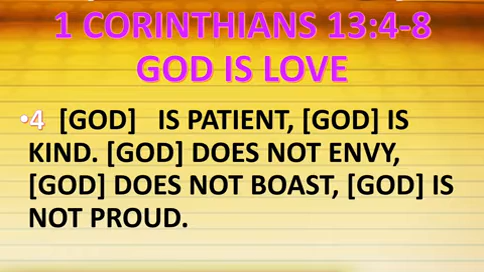 1 CORINTHIANS 13:4-8
GOD IS LOVE
•4 [GOD] IS PATIENT, [GOD] IS
KIND. [GOD] DOES NOT ENVY,
[GOD] DOES NOT BOAST, [GOD] IS
NOT PROUD.